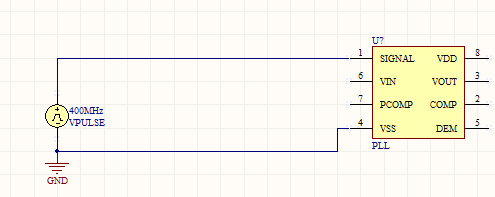 U?
1 SIGNAL VDD 8
6 VIN VOUT 3
7 PCOMP COMP 2
4 VSS DEM 5
PLL
400MHz
VPULSE
GND